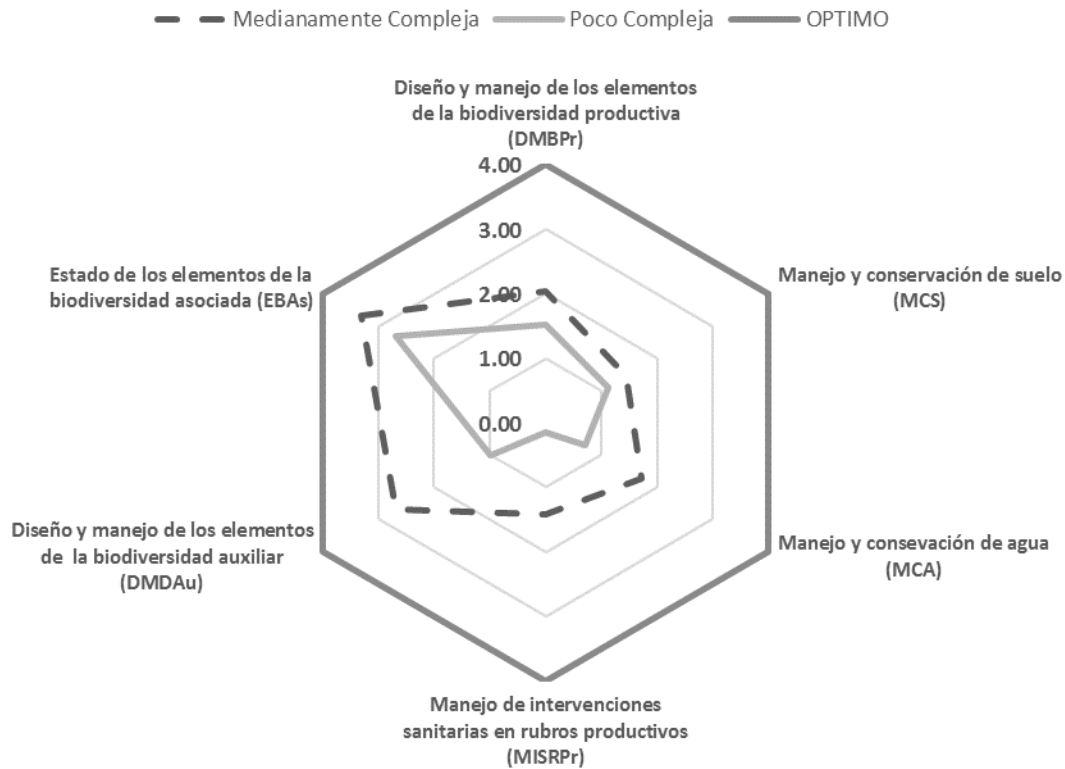 Medianamente Compleja Poco Compleja OPTIMO
Diseño y manejo de los elementos
de la biodiversidad productiva
(DMBPr)
4.00
3.00
2.00
1.00
0.00
Manejo y conservación de suelo
(MCS)
Manejo y consevación de agua
(MCA)
Manejo de intervenciones
sanitarias en rubros productivos
(MISRPr)
Diseño y manejo de los elementos
de la biodiversidad auxiliar
(DMDAu)
Estado de los elementos de la
biodiversidad asociada (EBAs)